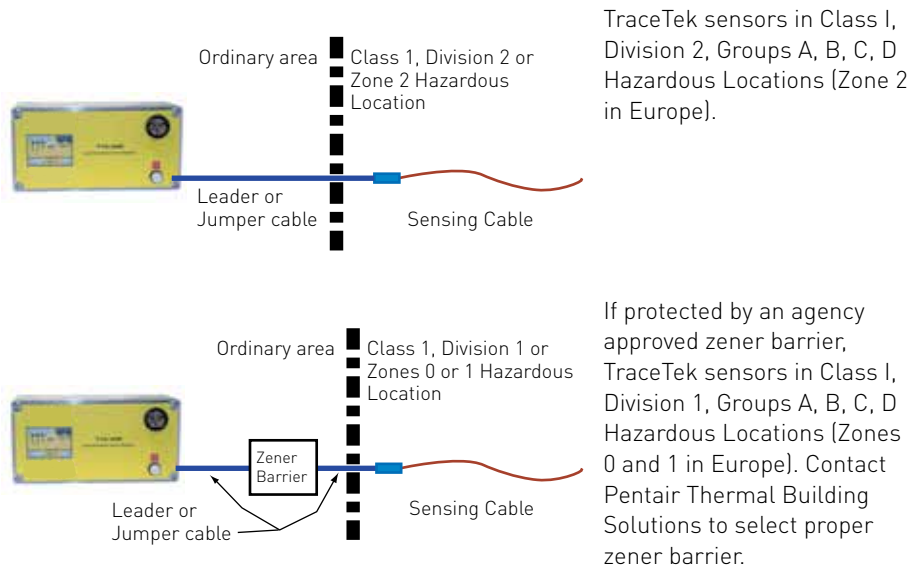 Ordinary area
Class 1, Division 2 or
Zone 2 Hazardous
Location
Leader or
Jumper cable
Sensing Cable
TraceTek sensors in Class I,
Division 2, Groups A, B, C, D
Hazardous Locations (Zone 2
in Europe).
Ordinary area
Class 1, Division 1 or
Zones 0 or 1 Hazardous
Location
Zener
Barrier
Leader or
Jumper cable
Sensing Cable
If protected by an agency
approved zener barrier,
TraceTek sensors in Class I,
Division 1, Groups A, B, C, D
Hazardous Locations (Zones
0 and 1 in Europe). Contact
Pentair Thermal Building
Solutions to select proper
zener barrier.